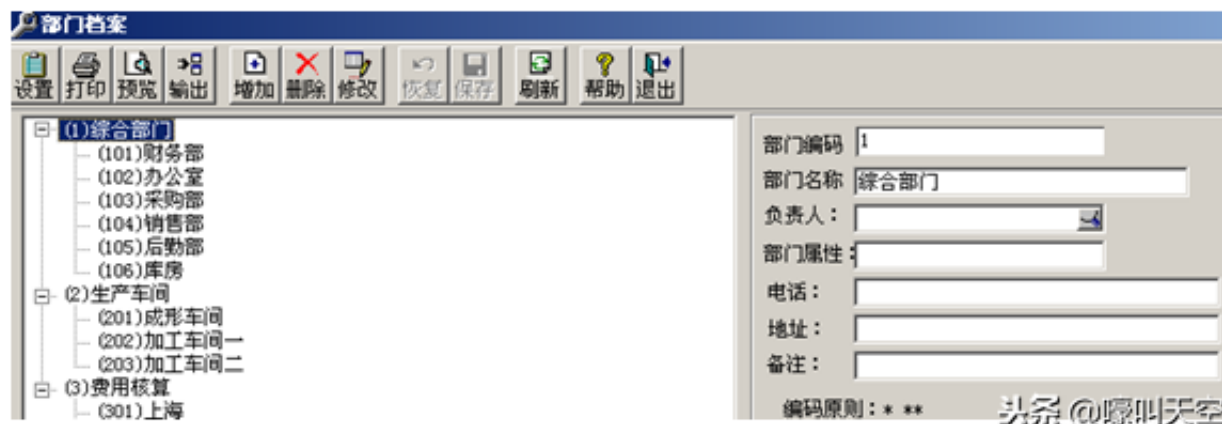 部门档案
设置 打印 预览 输出 增加 删除 修改 恢复 保存 刷新 帮助 退出
(1)综合部门
(101)财务部
(102)办公室
(103)采购部
(104)销售部
(105)后勤部
(106)库房
(2)生产车间
(201)成形车间
(202)加工车间一
(203)加工车间二
(3)费用核算
(301)上海
部门编码 1
部门名称 综合部门
负责人：
部门属性：
电话：
地址：
备注：
编码原则：* **
头条 @嚎叫天空